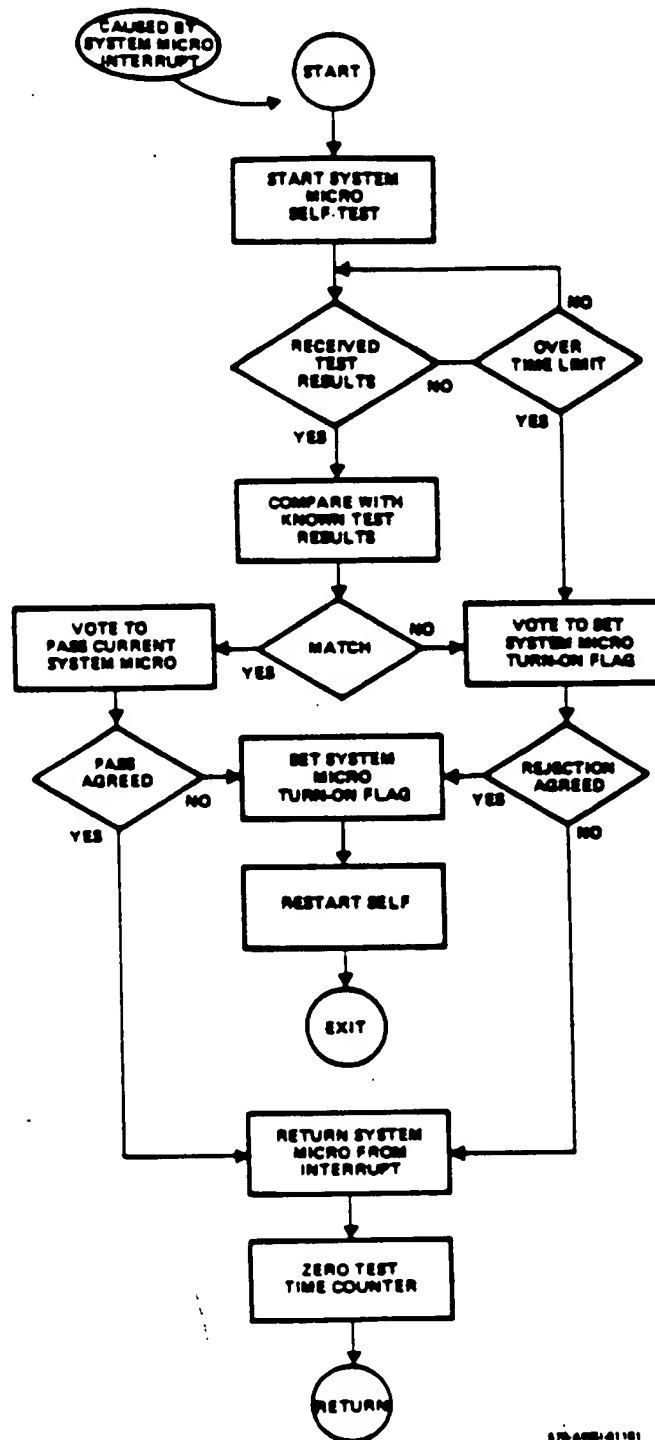 CAUSED BY
SYSTEM MICRO
INTERRUPT
START
START SYSTEM
MICRO
SELF-TEST
NO
RECEIVED
TEST
RESULTS
OVER
TIME LIMIT
NO
YES
YES
COMPARE WITH
KNOWN TEST
RESULTS
VOTE TO
PASS CURRENT
SYSTEM MICRO
MATCH
YES
NO
VOTE TO SET
SYSTEM MICRO
TURN-ON FLAG
PASS
AGREED
NO
YES
SET SYSTEM
MICRO
TURN-ON FLAG
REJECTION
AGREED
YES
NO
RESTART SELF
EXIT
RETURN SYSTEM
MICRO FROM
INTERRUPT
ZERO TEST
TIME COUNTER
RETURN